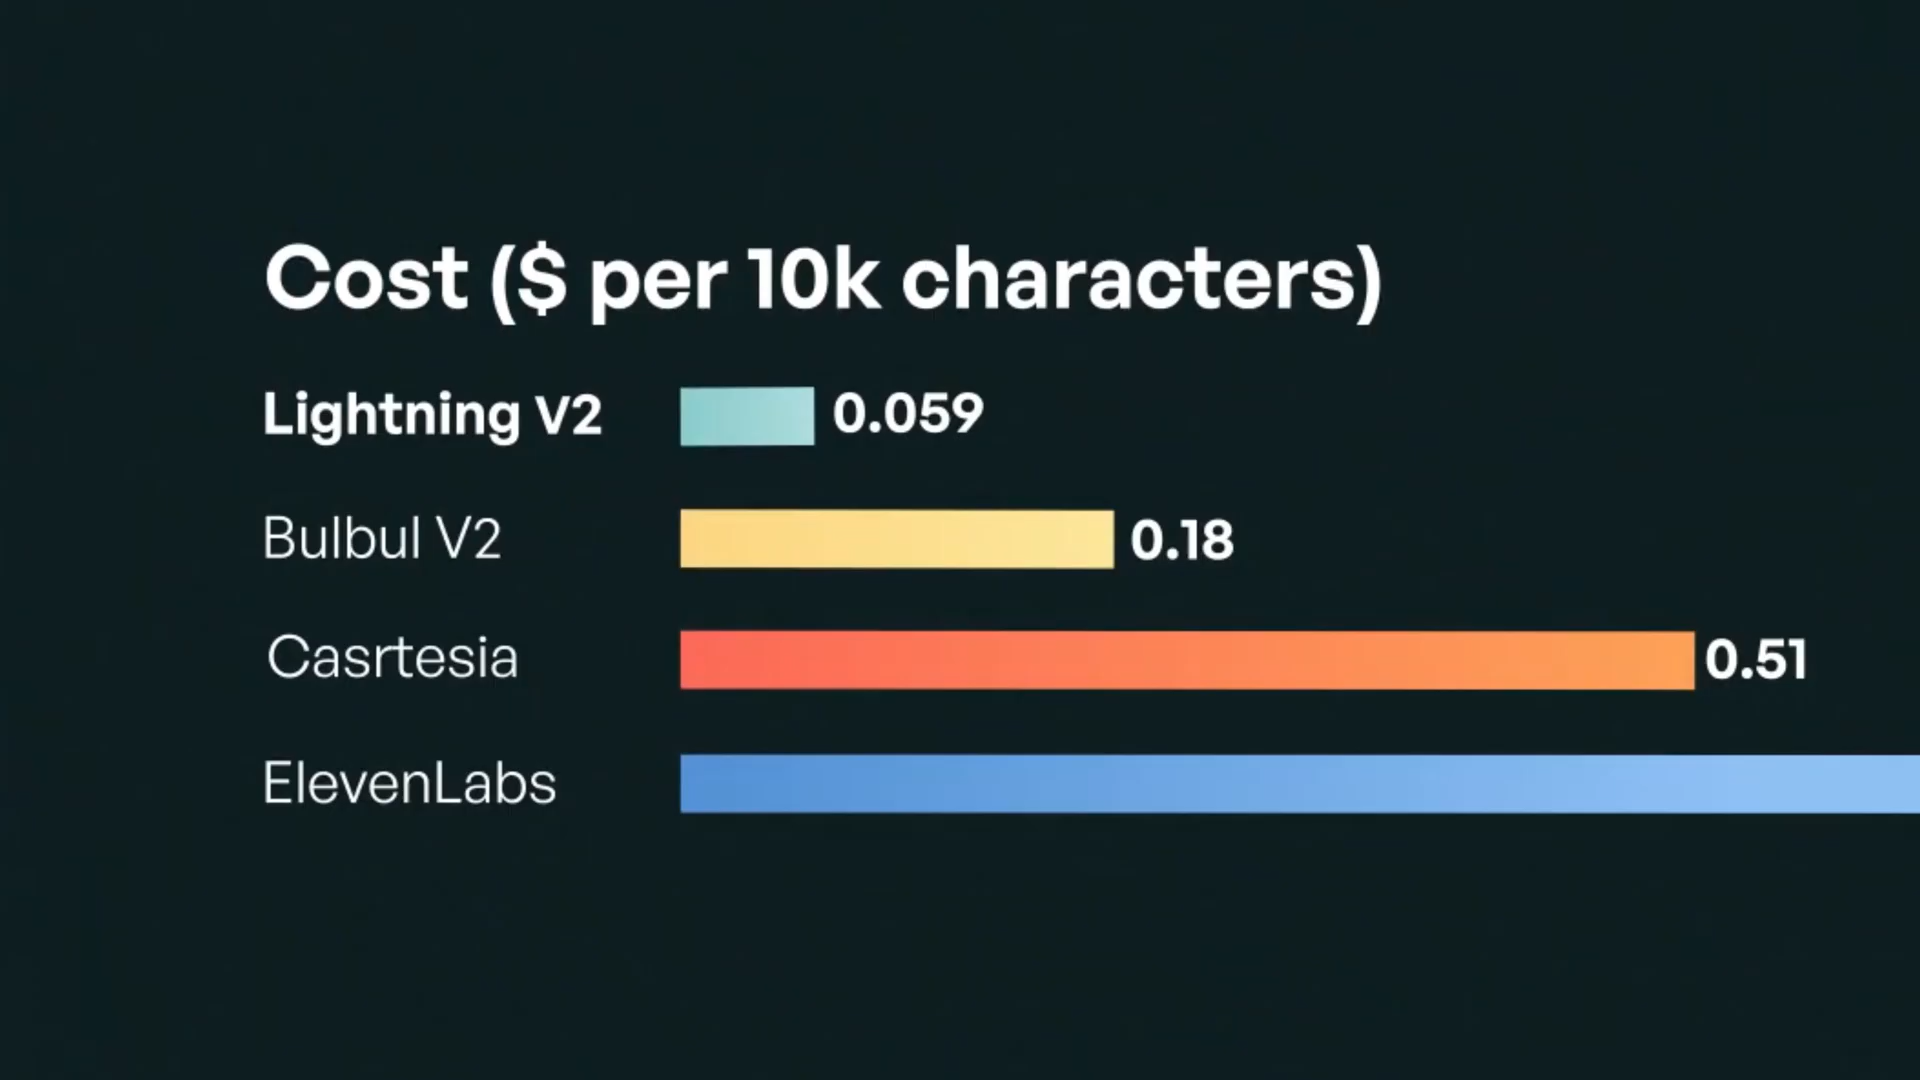 Cost ($ per 10k characters)
Lightning V2 0.059
Bulbul V2 0.18
Casrtesia 0.51
ElevenLabs